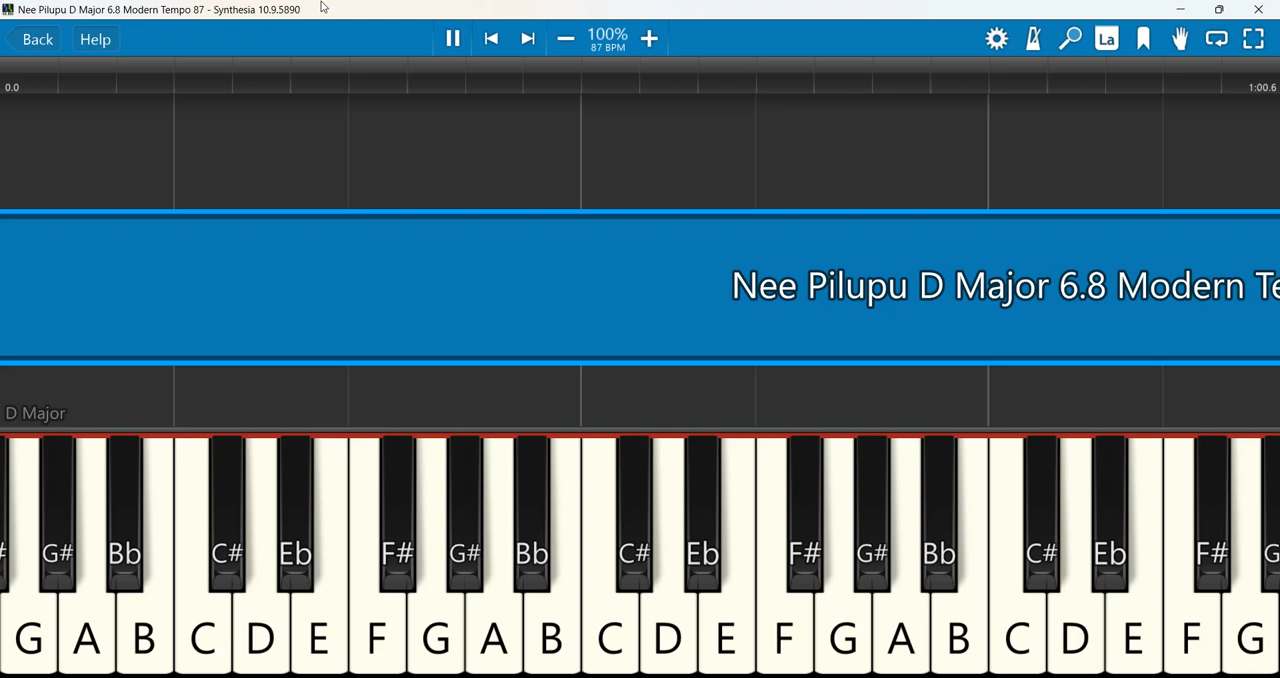 Nee Pilupu D Major 6.8 Modern Tempo 87 - Synthesia 10.9.5890
Back Help 100% La
87 BPM
0.0 1:00.6
Nee Pilupu D Major 6.8 Modern Te
D Major
# G# Bb C# Eb F# G# Bb C# Eb F# G# Bb C# Eb F# G
G A B C D E F G A B C D E F G A B C D E F G